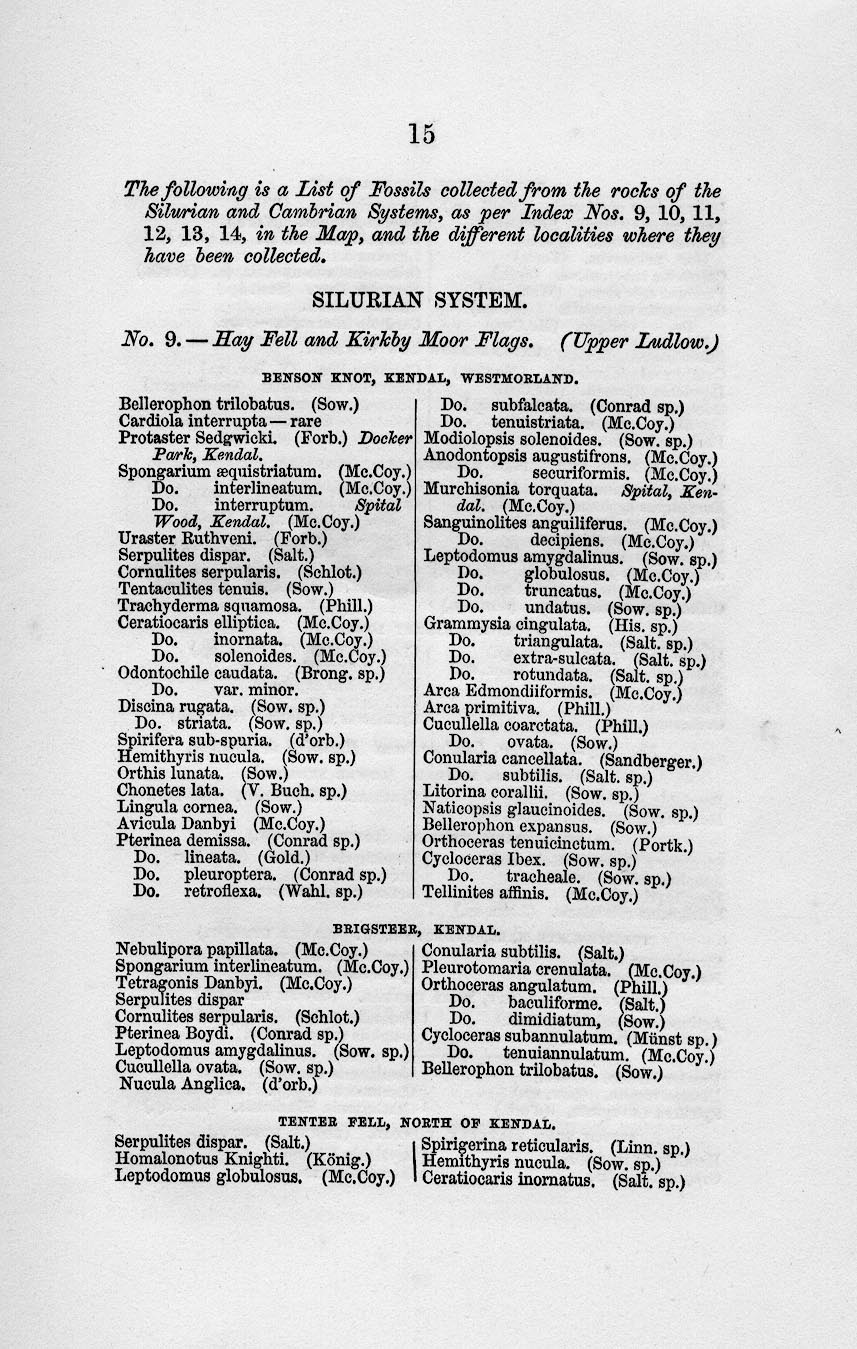 15
The following is a List of Fossils collected from the rocks of the
Silurian and Cambrian Systems, as per Index Nos. 9, 10, 11,
12, 13, 14, in the Map, and the different localities where they
have been collected.
SILURIAN SYSTEM.
No. 9.—Hay Fell and Kirkby Moor Flags. (Upper Ludlow.)
BENSON KNOT, KENDAL, WESTMORLAND.
Bellerophon trilobatus. (Sow.)
Cardiola interrupta—rare
Protaster Sedgwicki. (Forb.) Docker
Park, Kendal.
Spongarium æquistriatum. (Mc.Coy.)
Do. interlineatum. (Mc.Coy.)
Do. interruptum. Spital
Wood, Kendal. (Mc.Coy.)
Uraster Ruthveni. (Forb.)
Serpulites dispar. (Salt.)
Cornulites serpularis. (Schlot.)
Tentaculites tenuis. (Sow.)
Trachyderma squamosa. (Phill.)
Ceratiocaris elliptica. (Mc.Coy.)
Do. inornata. (Mc.Coy.)
Do. solenoides. (Mc.Coy.)
Odontochile caudata. (Brong. sp.)
Do. var. minor.
Discina rugata. (Sow. sp.)
Do. striata. (Sow. sp.)
Spirifera sub-spuria. (d'orb.)
Hemithyris nucula. (Sow. sp.)
Orthis lunata. (Sow.)
Chonetes lata. (V. Buch. sp.)
Lingula cornea. (Sow.)
Avicula Danbyi (Mc.Coy.)
Pterinea demissa. (Conrad sp.)
Do. lineata. (Gold.)
Do. pleuroptera. (Conrad sp.)
Do. retroflexa. (Wahl. sp.)
Do. subfalcata. (Conrad sp.)
Do. tenuistriata. (Mc.Coy.)
Modiolopsis solenoides. (Sow. sp.)
Anodontopsis augustifrons. (Mc.Coy.)
Do. securiformis. (Mc.Coy.)
Murchisonia torquata. Spital, Ken-
dal. (Mc.Coy.)
Sanguinolites anguiliferus. (Mc.Coy.)
Do. decipiens. (Mc.Coy.)
Leptodomus amygdalinus. (Sow. sp.)
Do. globulosus. (Mc.Coy.)
Do. truncatus. (Mc.Coy.)
Do. undatus. (Sow. sp.)
Grammysia cingulata. (His. sp.)
Do. triangulata. (Salt. sp.)
Do. extra-sulcata. (Salt. sp.)
Do. rotundata. (Salt. sp.)
Arca Edmondiiformis. (Mc.Coy.)
Arca primitiva. (Phill.)
Cucullella coarctata. (Phill.)
Do. ovata. (Sow.)
Conularia cancellata. (Sandberger.)
Do. subtilis. (Salt. sp.)
Litorina corallii. (Sow. sp.)
Naticopsis glaucinoides. (Sow. sp.)
Bellerophon expansus. (Sow.)
Orthoceras tenuicinctum. (Portk.)
Cycloceras Ibex. (Sow. sp.)
Do. tracheale. (Sow. sp.)
Tellinites affinis. (Mc.Coy.)
BRIGSTEER, KENDAL.
Nebulipora papillata. (Mc.Coy.)
Spongarium interlineatum. (Mc.Coy.)
Tetragonis Danbyi. (Mc.Coy.)
Serpulites dispar
Cornulites serpularis. (Schlot.)
Pterinea Boydi. (Conrad sp.)
Leptodomus amygdalinus. (Sow. sp.)
Cucullella ovata. (Sow. sp.)
Nucula Anglica. (d'orb.)
Conularia subtilis. (Salt.)
Pleurotomaria crenulata. (Mc.Coy.)
Orthoceras angulatum. (Phill.)
Do. baculiforme. (Salt.)
Do. dimidiatum, (Sow.)
Cycloceras subannulatum. (Münst sp.)
Do. tenuiannulatum. (Mc.Coy.)
Bellerophon trilobatus. (Sow.)
TENTER FELL, NORTH OF KENDAL.
Serpulites dispar. (Salt.)
Homalonotus Knighti. (König.)
Leptodomus globulosus. (Mc.Coy.)
Spirigerina reticularis. (Linn. sp.)
Hemithyris nucula. (Sow. sp.)
Ceratiocaris inornatus. (Salt. sp.)